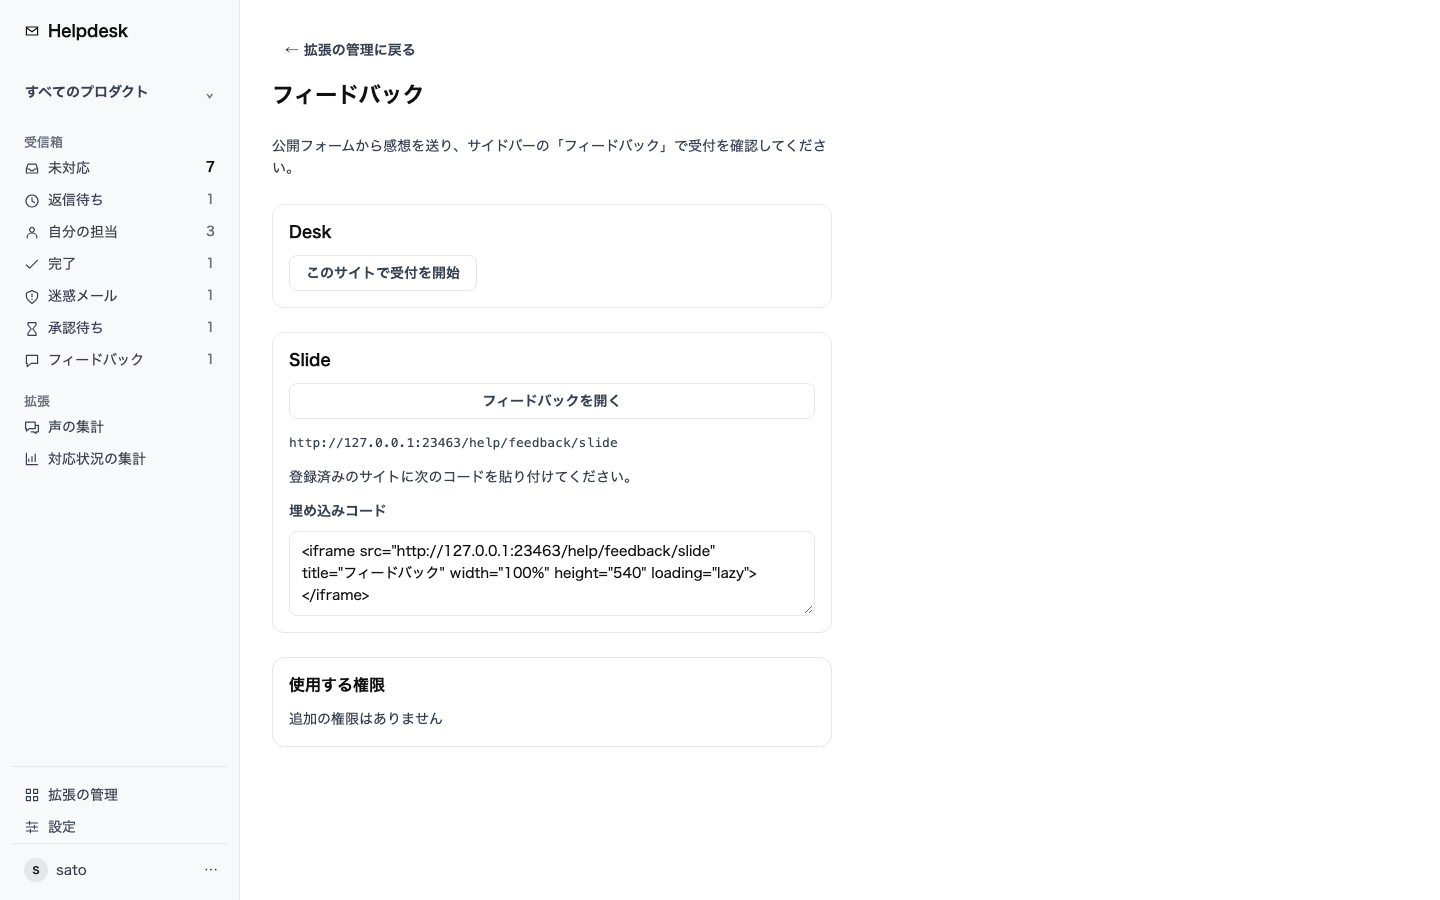 Helpdesk
すべてのプロダクト
受信箱
未対応 7
返信待ち 1
自分の担当 3
完了 1
迷惑メール 1
承認待ち 1
フィードバック 1
拡張
声の集計
対応状況の集計
拡張の管理
設定
S sato ...
← 拡張の管理に戻る
フィードバック
公開フォームから感想を送り、サイドバーの「フィードバック」で受付を確認してくださ
い。
Desk
このサイトで受付を開始
Slide
フィードバックを開く
http://127.0.0.1:23463/help/feedback/slide
登録済みのサイトに次のコードを貼り付けてください。
埋め込みコード
<iframe src="http://127.0.0.1:23463/help/feedback/slide"
title="フィードバック" width="100%" height="540" loading="lazy">
</iframe>
使用する権限
追加の権限はありません